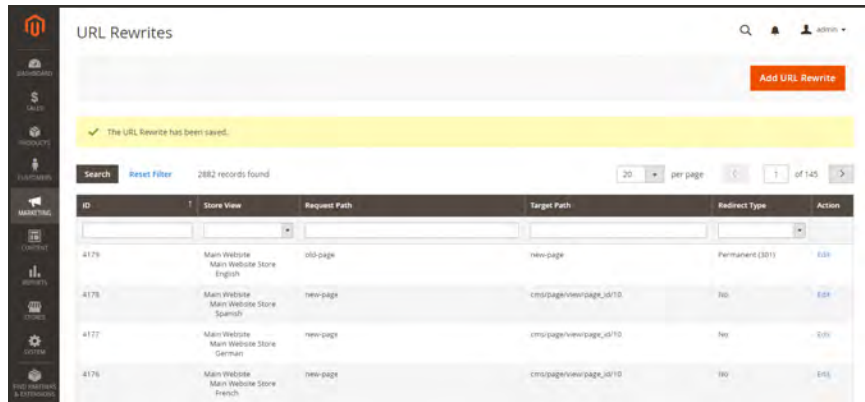 URL Rewrites
admin
DASHBOARD
Add URL Rewrite
SALES
The URL Rewrite has been saved.
PRODUCTS
CUSTOMERS
Search Reset Filter 2882 records found 20 per page 1 of 145
MARKETING
ID Store View Request Path Target Path Redirect Type Action
CONTENT
4179 Main Website old-page new-page Permanent (301) Edit
Main Website Store
English
REPORTS
4178 Main Website new-page cms/page/view/page_id/10 No Edit
Main Website Store
Spanish
STORES
4177 Main Website new-page cms/page/view/page_id/10 No Edit
Main Website Store
German
SYSTEM
4176 Main Website new-page cms/page/view/page_id/10 No Edit
Main Website Store
French
FIND PARTNERS
& EXTENSIONS